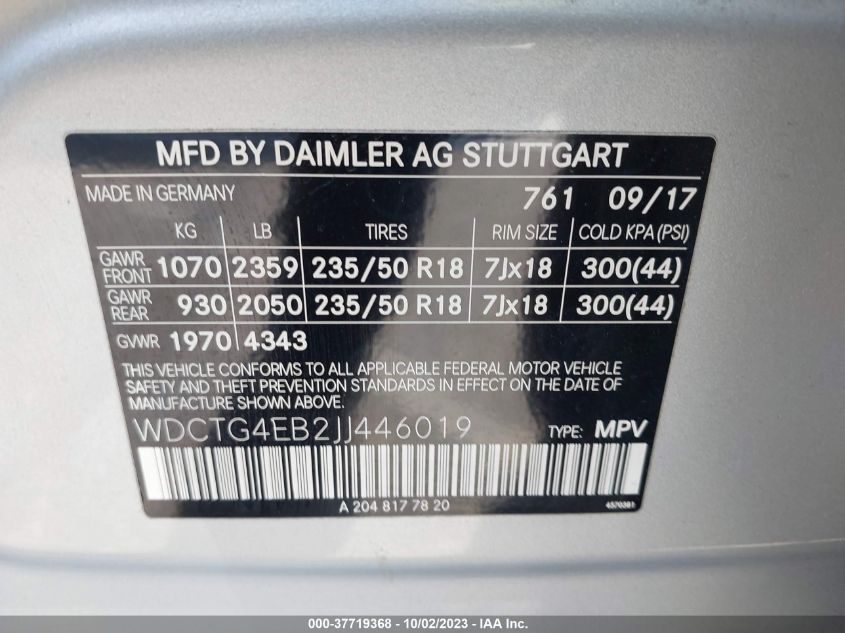 MFD BY DAIMLER AG STUTTGART
MADE IN GERMANY 761 09/17
KG LB TIRES RIM SIZE COLD KPA (PSI)
GAWR FRONT 1070 2359 235/50 R18 7Jx18 300(44)
GAWR REAR 930 2050 235/50 R18 7Jx18 300(44)
GVWR 1970 4343
THIS VEHICLE CONFORMS TO ALL APPLICABLE FEDERAL MOTOR VEHICLE
SAFETY AND THEFT PREVENTION STANDARDS IN EFFECT ON THE DATE OF
MANUFACTURE SHOWN ABOVE.
WDCTG4EB2JJ446019 TYPE: MPV
A 204 817 78 20
000-37719368 - 10/02/2023 - Copyright © 2023 IAA, Inc.